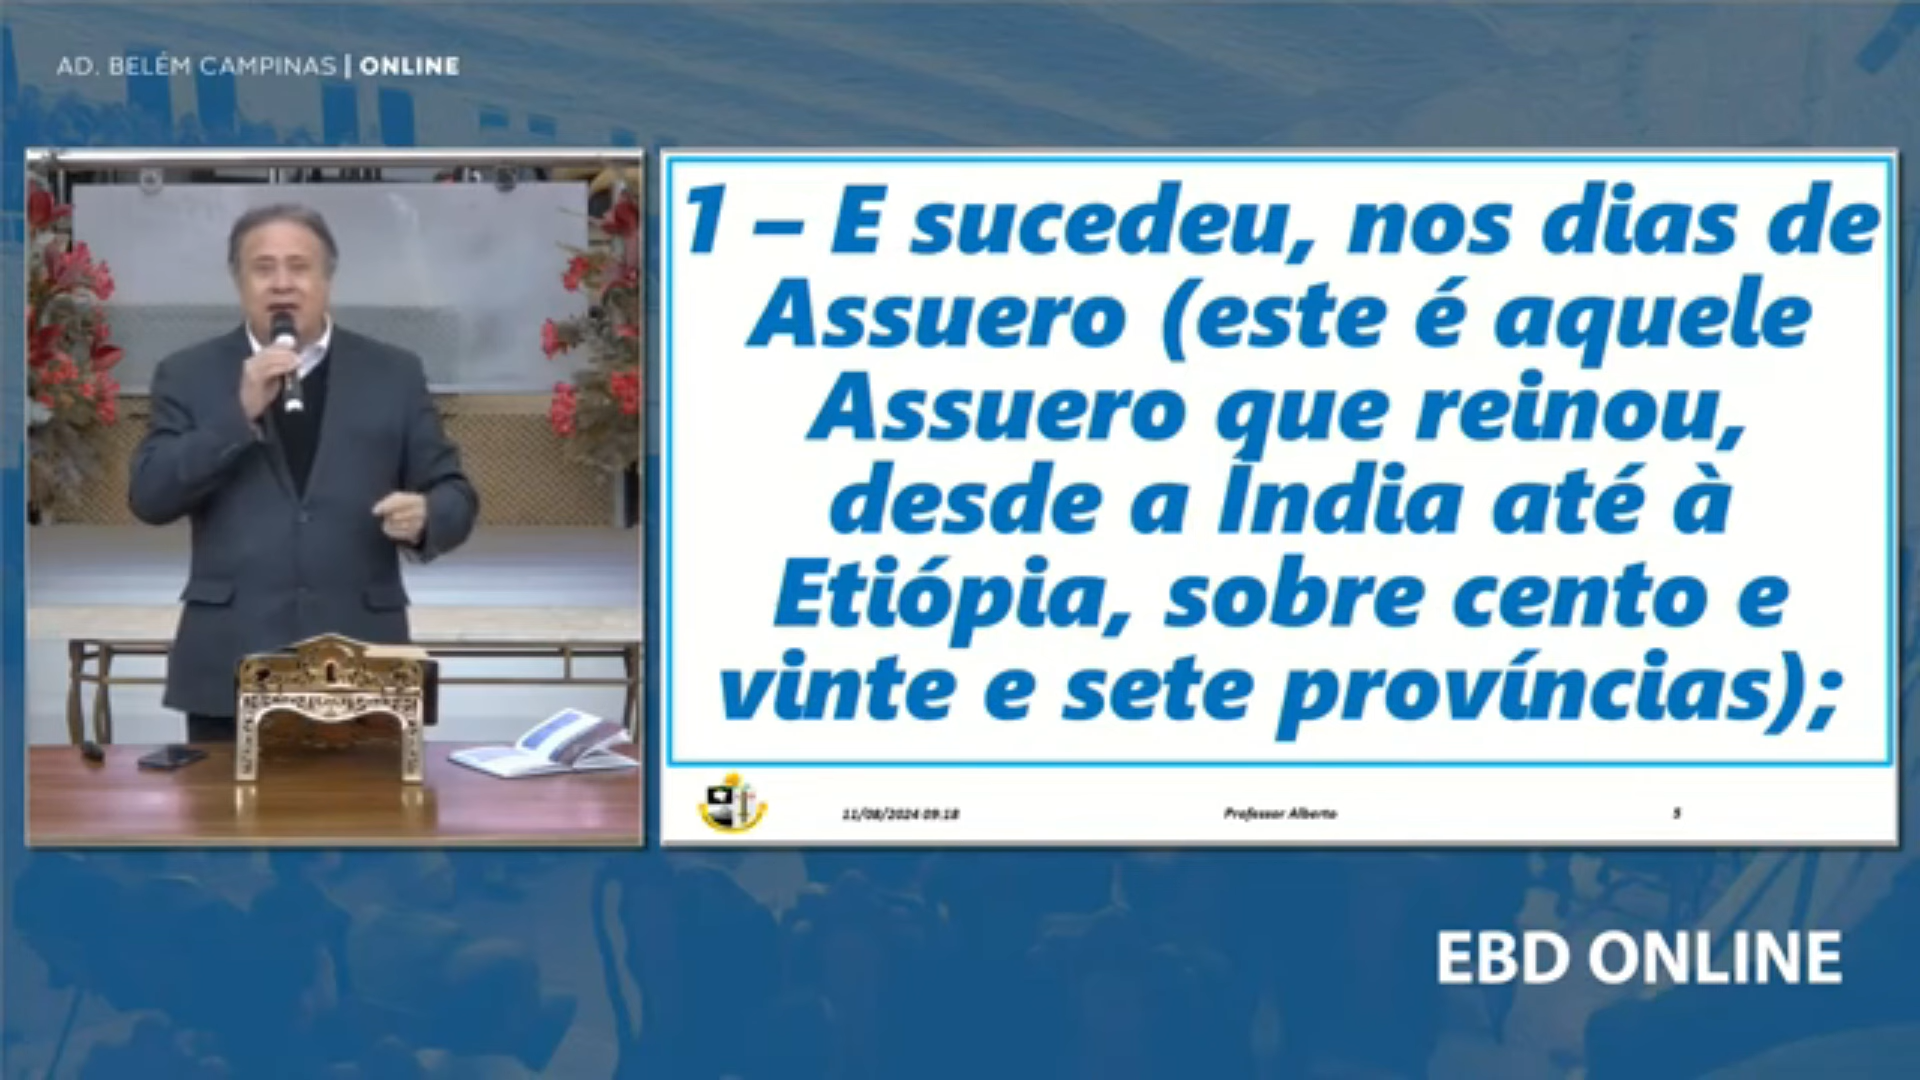 AD. BELÉM CAMPINAS | ONLINE
1 – E sucedeu, nos dias de
Assuero (este é aquele
Assuero que reinou,
desde a Índia até à
Etiópia, sobre cento e
vinte e sete províncias);
11/08/2024 09:18
Professor Alberto
5
EBD ONLINE